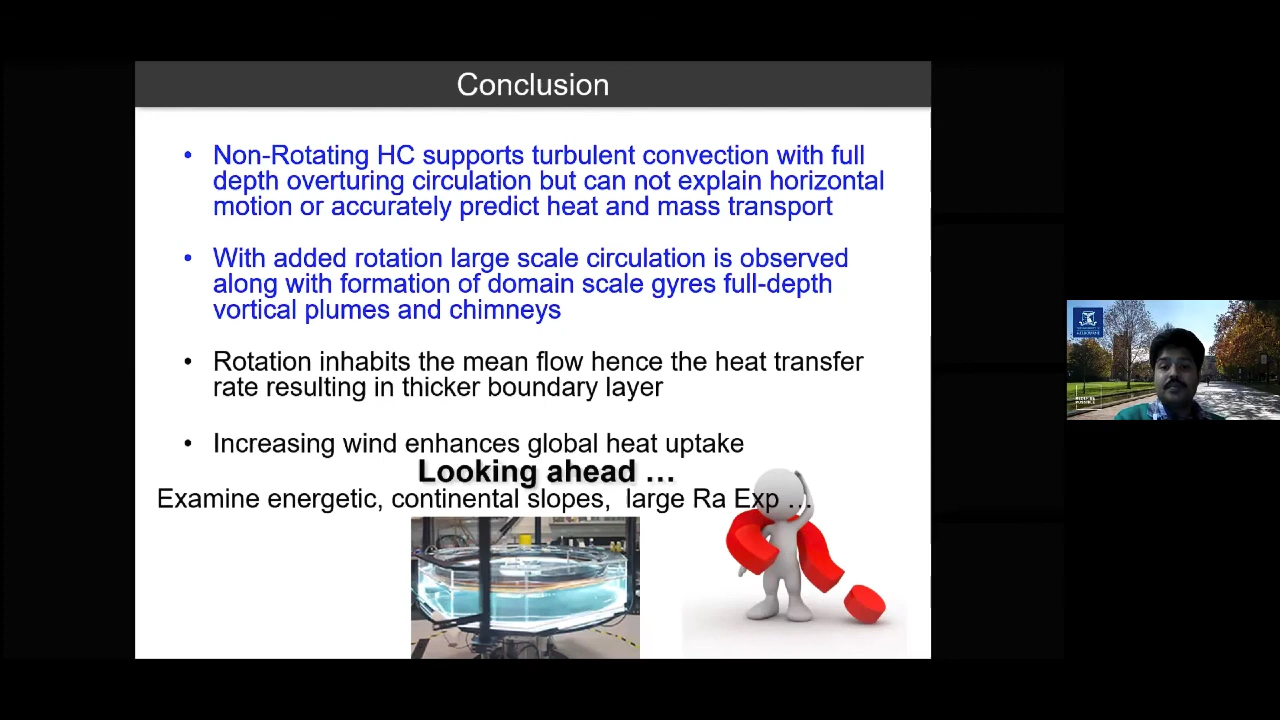 Conclusion
• Non-Rotating HC supports turbulent convection with full
depth overturing circulation but can not explain horizontal
motion or accurately predict heat and mass transport
• With added rotation large scale circulation is observed
along with formation of domain scale gyres full-depth
vortical plumes and chimneys
• Rotation inhabits the mean flow hence the heat transfer
rate resulting in thicker boundary layer
• Increasing wind enhances global heat uptake
Looking ahead …
Examine energetic, continental slopes, large Ra Exp …
MELBOURNE